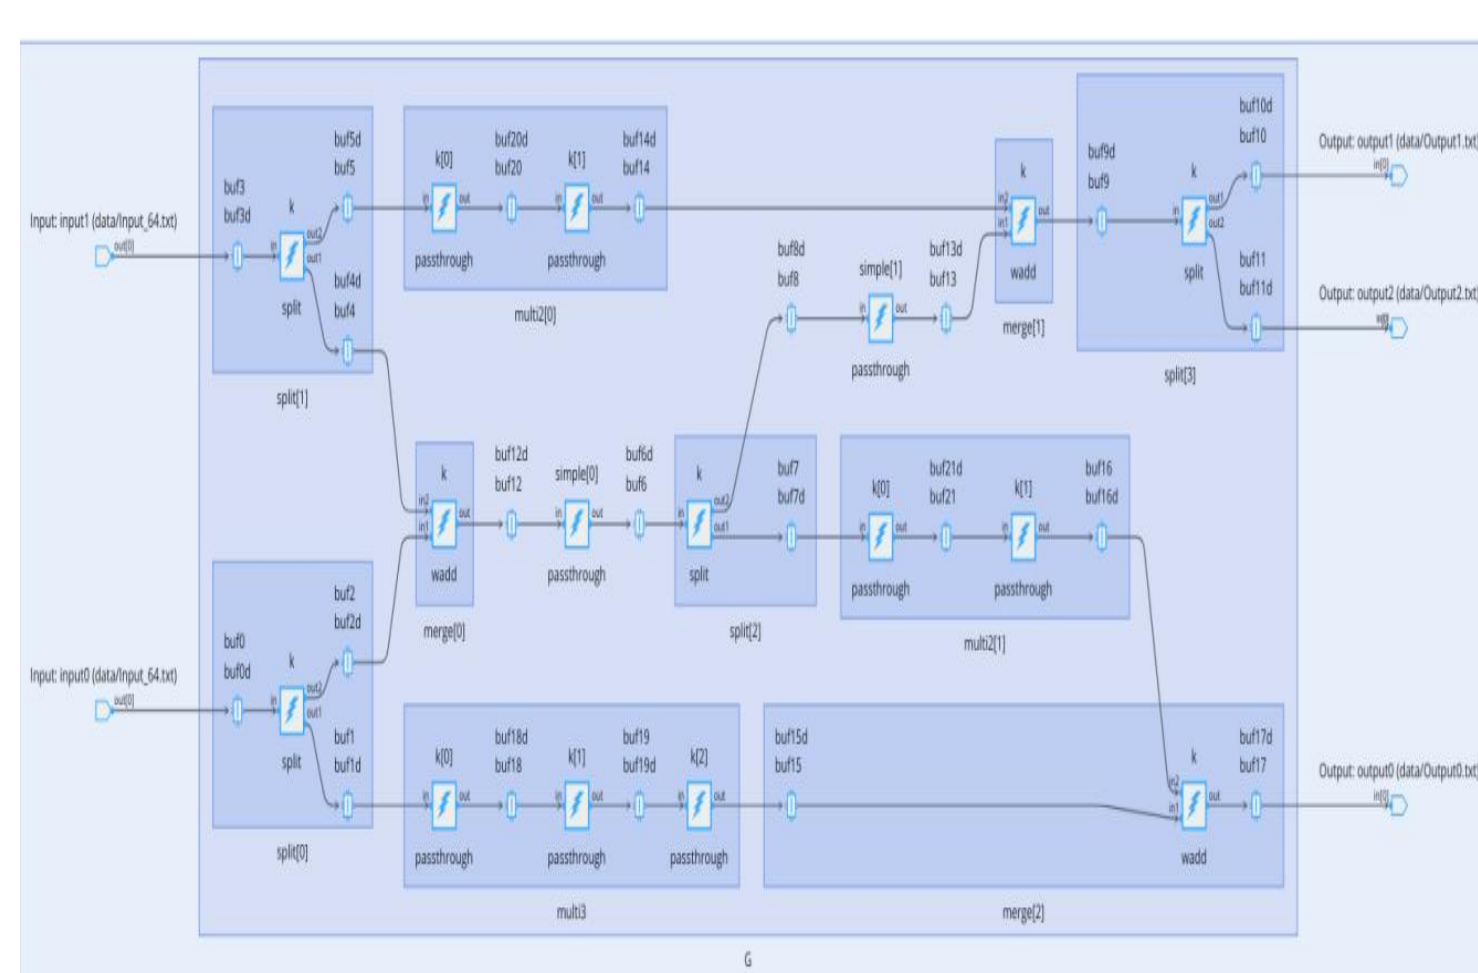 buf10d
buf10
Output: output1 (data/Output1.txt)
in[0]
buf5d
buf5
buf20d
buf20
buf14d
buf14
k[0]
k[1]
k
buf9d
buf9
k
buf3
buf3d
k
Input: input1 (data/Input_64.txt)
out[0]
in
out2
out1
in
out
in
out
in2
in1
out
in
out1
out2
passthrough
passthrough
multi2[0]
wadd
merge[1]
split
buf11
buf11d
Output: output2 (data/Output2.txt)
split[3]
split
buf4d
buf4
split[1]
buf8d
buf8
simple[1]
buf13d
buf13
in
out
passthrough
k
buf12d
buf12
simple[0]
buf6d
buf6
k
buf7
buf7d
k[0]
buf21d
buf21
k[1]
buf16
buf16d
in2
in1
out
in
out
in
out2
out1
in
out
in
out
wadd
merge[0]
passthrough
split
split[2]
passthrough
passthrough
multi2[1]
buf2
buf2d
buf0
buf0d
k
Input: input0 (data/Input_64.txt)
out[0]
in
out2
out1
split
buf1
buf1d
split[0]
k[0]
buf18d
buf18
k[1]
buf19
buf19d
k[2]
in
out
in
out
in
out
passthrough
passthrough
passthrough
multi3
buf15d
buf15
k
buf17d
buf17
in2
in1
out
wadd
merge[2]
Output: output0 (data/Output0.txt)
in[0]
G